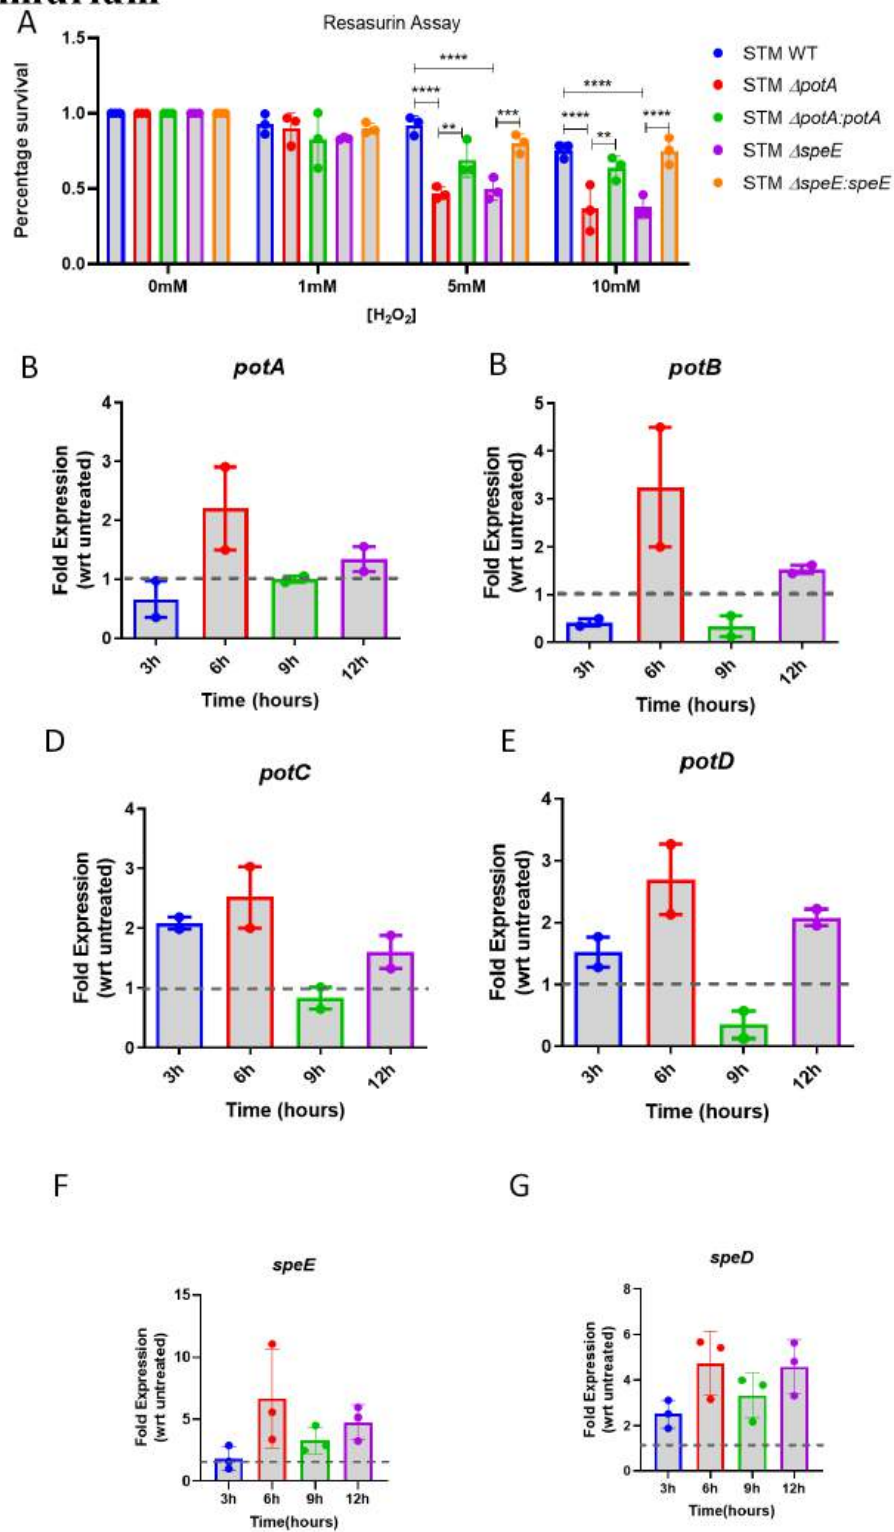 A
Resasurin Assay
Percentage survival
1.5
1.0
0.5
0.0
0mM
1mM
5mM
10mM
[H₂O₂]
****
****
**
***
****
****
**
****
STM WT
STM ΔpotA
STM ΔpotA:potA
STM ΔspeE
STM ΔspeE:speE
B
potA
Fold Expression
(wrt untreated)
4
3
2
1
0
3h
6h
9h
12h
Time (hours)
B
potB
Fold Expression
(wrt untreated)
5
4
3
2
1
0
3h
6h
9h
12h
Time (hours)
D
potC
Fold Expression
(wrt untreated)
4
3
2
1
0
3h
6h
9h
12h
Time (hours)
E
potD
Fold Expression
(wrt untreated)
4
3
2
1
0
3h
6h
9h
12h
Time (hours)
F
speE
Fold Expression
(wrt untreated)
15
10
5
0
3h
6h
9h
12h
Time(hours)
G
speD
Fold Expression
(wrt untreated)
8
6
4
2
0
3h
6h
9h
12h
Time(hours)